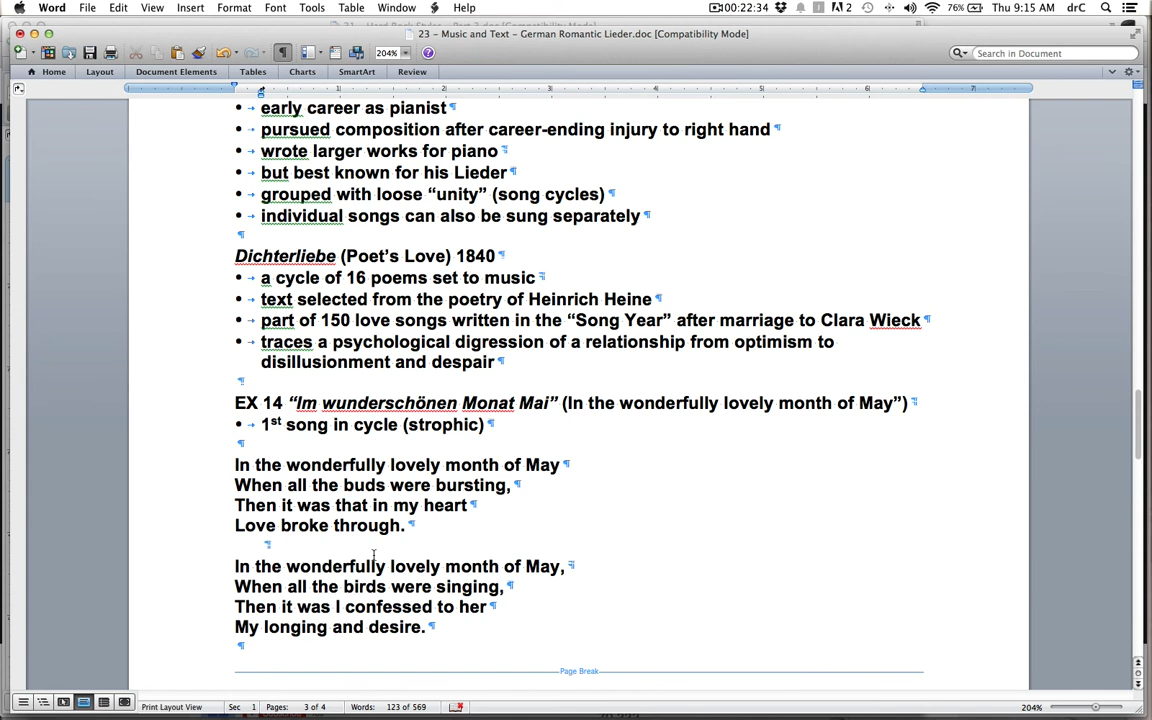 Word File Edit View Insert Format Font Tools Table Window Help 00:22:34 2 76% Thu 9:15 AM drC
23 – Music and Text – German Romantic Lieder.doc [Compatibility Mode]
204% Search in Document
Home Layout Document Elements Tables Charts SmartArt Review
1 2 3 4 5 6 7
• early career as pianist
• pursued composition after career-ending injury to right hand
• wrote larger works for piano
• but best known for his Lieder
• grouped with loose “unity” (song cycles)
• individual songs can also be sung separately
Dichterliebe (Poet’s Love) 1840
• a cycle of 16 poems set to music
• text selected from the poetry of Heinrich Heine
• part of 150 love songs written in the “Song Year” after marriage to Clara Wieck
• traces a psychological digression of a relationship from optimism to
disillusionment and despair
EX 14 “Im wunderschönen Monat Mai” (In the wonderfully lovely month of May”)
• 1st song in cycle (strophic)
In the wonderfully lovely month of May
When all the buds were bursting,
Then it was that in my heart
Love broke through.
In the wonderfully lovely month of May,
When all the birds were singing,
Then it was I confessed to her
My longing and desire.
Page Break
Print Layout View Sec 1 Pages: 3 of 4 Words: 123 of 569 204%